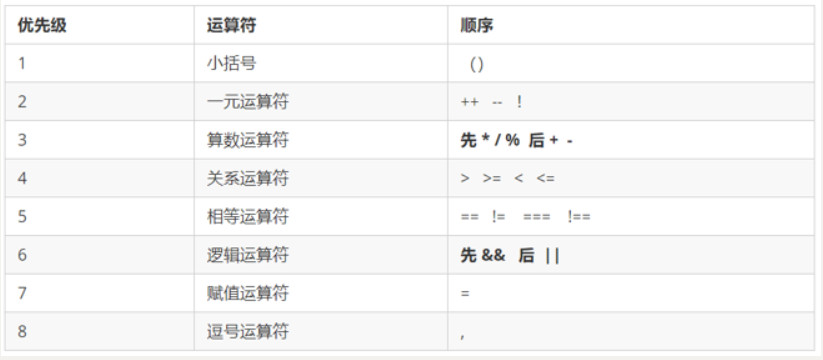 优先级 运算符 顺序
1 小括号 ()
2 一元运算符 ++ -- !
3 算数运算符 先 * / % 后 + -
4 关系运算符 > >= < <=
5 相等运算符 == != === !==
6 逻辑运算符 先 && 后 ||
7 赋值运算符 =
8 逗号运算符 ,